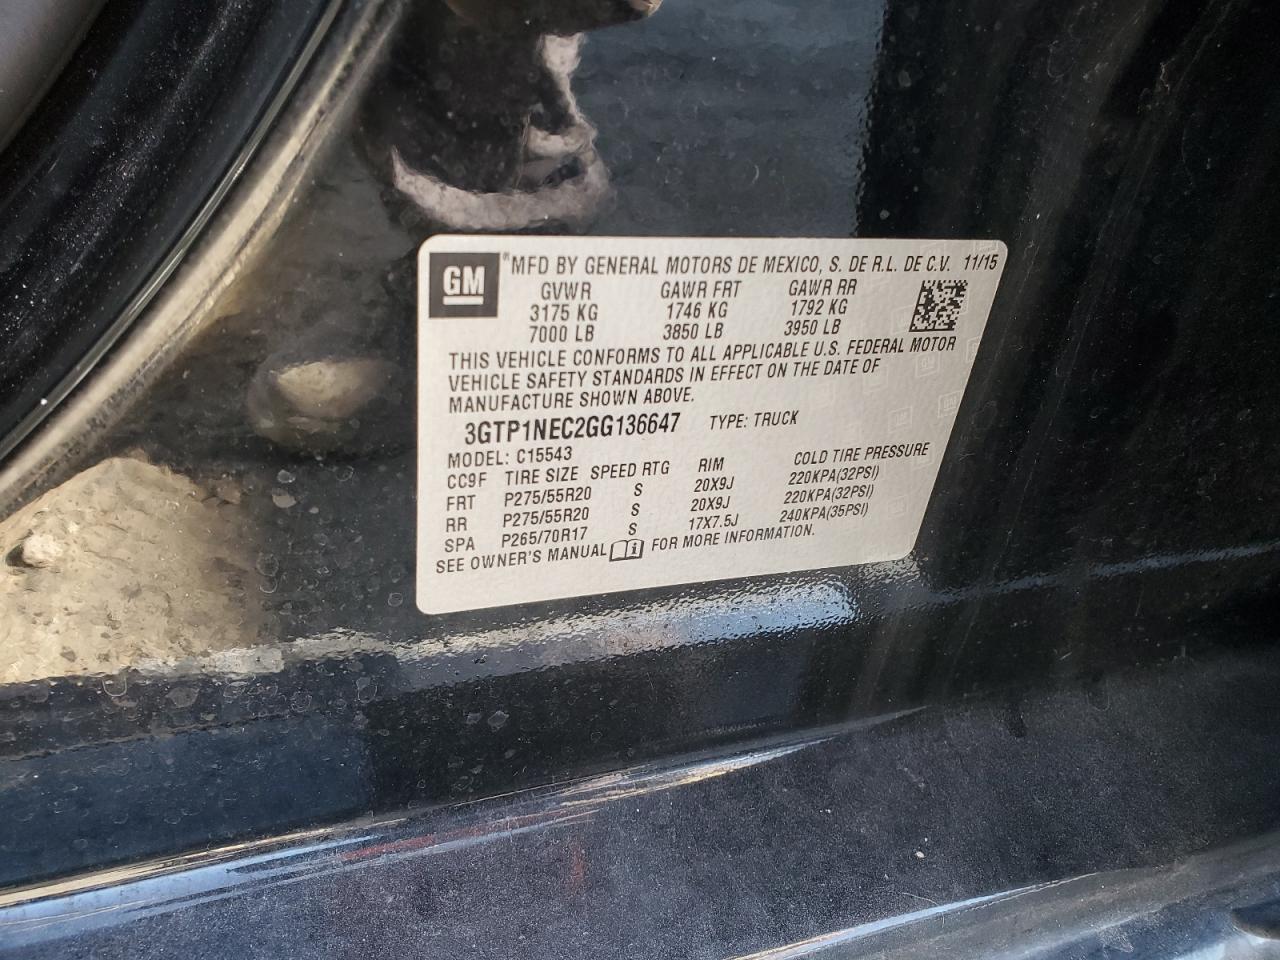 GM ® MFD BY GENERAL MOTORS DE MEXICO, S. DE R.L. DE C.V. 11/15
GVWR GAWR FRT GAWR RR
3175 KG 1746 KG 1792 KG
7000 LB 3850 LB 3950 LB
THIS VEHICLE CONFORMS TO ALL APPLICABLE U.S. FEDERAL MOTOR
VEHICLE SAFETY STANDARDS IN EFFECT ON THE DATE OF
MANUFACTURE SHOWN ABOVE.
3GTP1NEC2GG136647 TYPE: TRUCK
MODEL: C15543
CC9F TIRE SIZE SPEED RTG RIM COLD TIRE PRESSURE
FRT P275/55R20 S 20X9J 220KPA(32PSI)
RR P275/55R20 S 20X9J 220KPA(32PSI)
SPA P265/70R17 S 17X7.5J 240KPA(35PSI)
SEE OWNER'S MANUAL i FOR MORE INFORMATION.